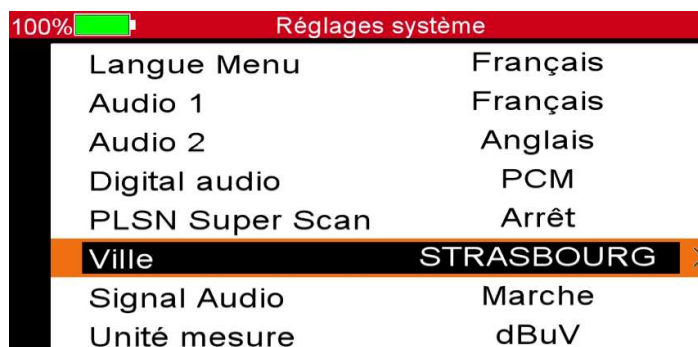 100% Réglages système
Langue Menu Français
Audio 1 Français
Audio 2 Anglais
Digital audio PCM
PLSN Super Scan Arrêt
Ville STRASBOURG
Signal Audio Marche
Unité mesure dBuV